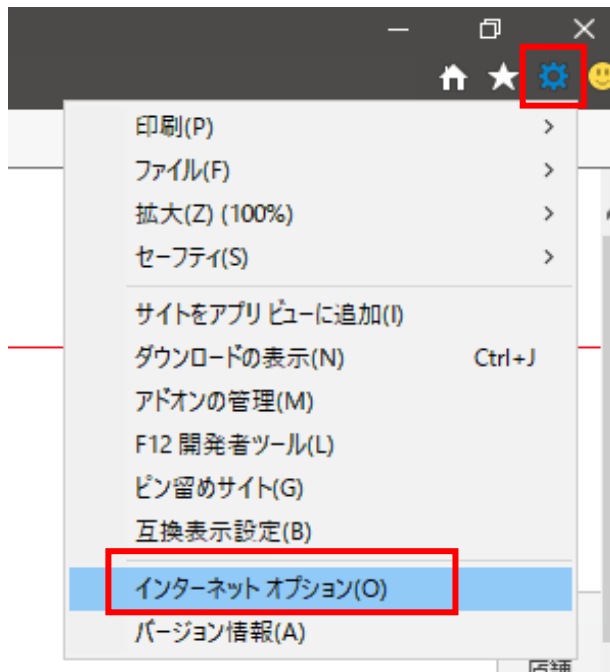 印刷(P)
ファイル(F)
拡大(Z) (100%)
セーフティ(S)
サイトをアプリ ビューに追加(I)
ダウンロードの表示(N) Ctrl+J
アドオンの管理(M)
F12 開発者ツール(L)
ピン留めサイト(G)
互換表示設定(B)
インターネット オプション(O)
バージョン情報(A)